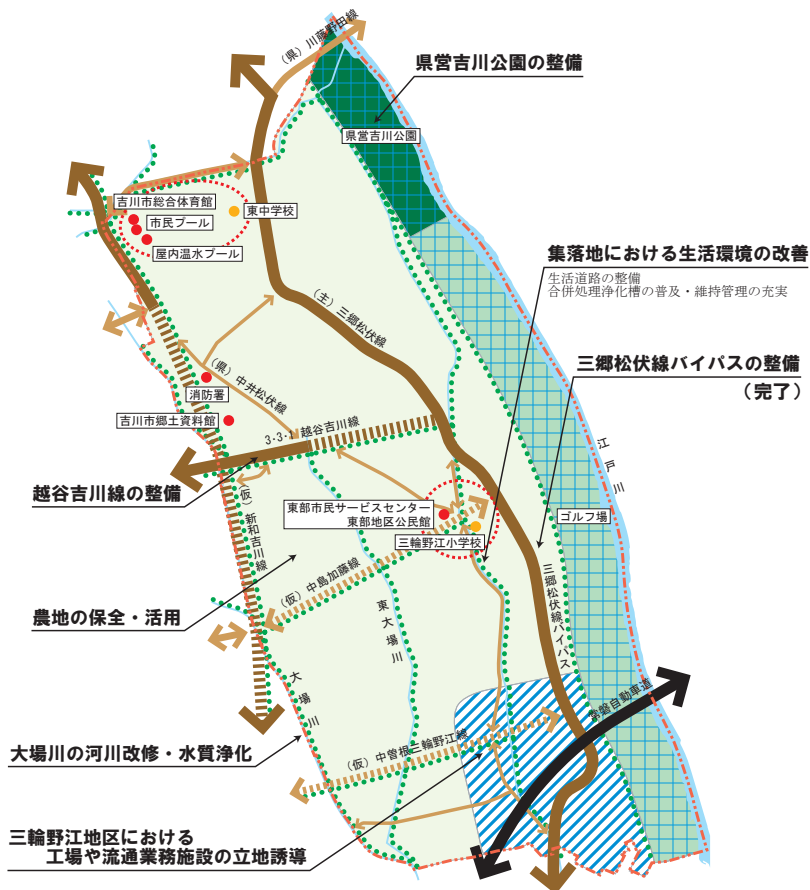 (県)川藤野田線
県営吉川公園の整備
県営吉川公園
吉川市総合体育館
市民プール
屋内温水プール
東中学校
集落地における生活環境の改善
生活道路の整備
合併処理浄化槽の普及・維持管理の充実
(主)三郷松伏線
三郷松伏線バイパスの整備
(完了)
(県)中井松伏線
消防署
吉川市郷土資料館
3・3・1 越谷吉川線
江戸川
越谷吉川線の整備
(仮)新和吉川線
東部市民サービスセンター
東部地区公民館
三輪野江小学校
ゴルフ場
(仮)中島加藤線
三郷松伏線バイパス
農地の保全・活用
東大場川
大場川
常磐自動車道
大場川の河川改修・水質浄化
(仮)中曽根三輪野江線
三輪野江地区における
工場や流通業務施設の立地誘導